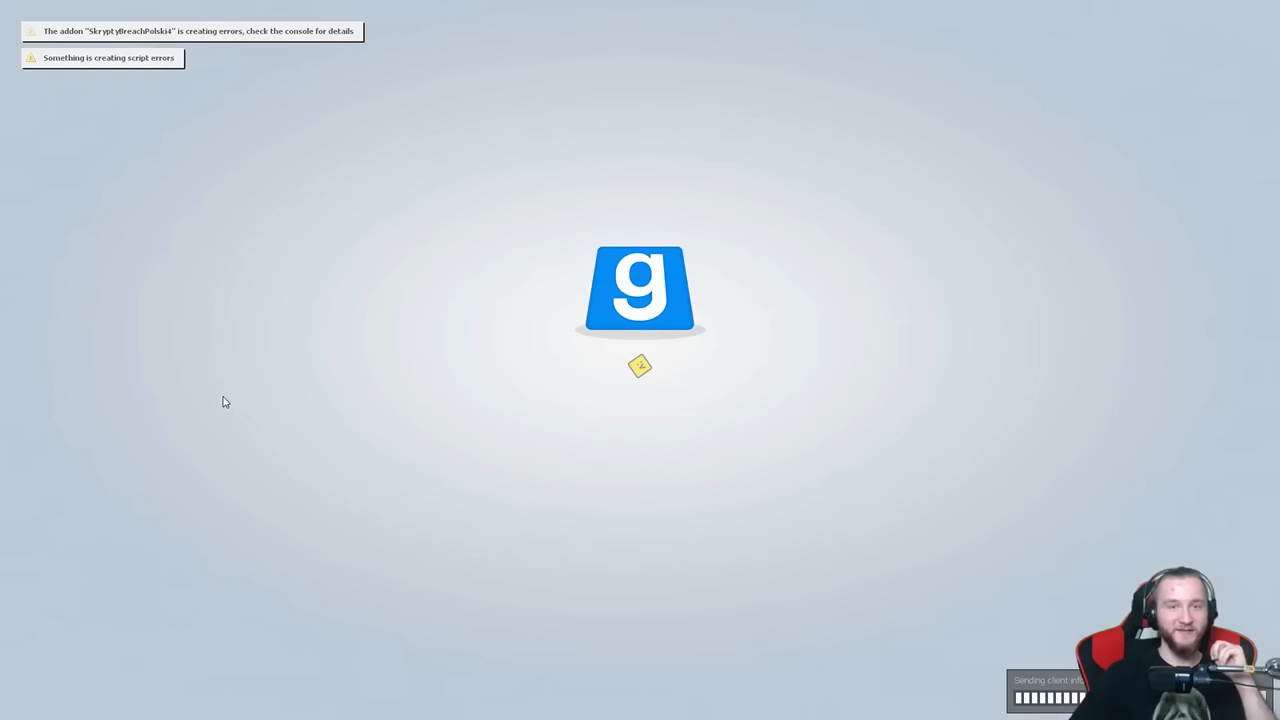 The addon "SkryptyBreachPolski4" is creating errors, check the console for details
Something is creating script errors
g
:v
Sending client info